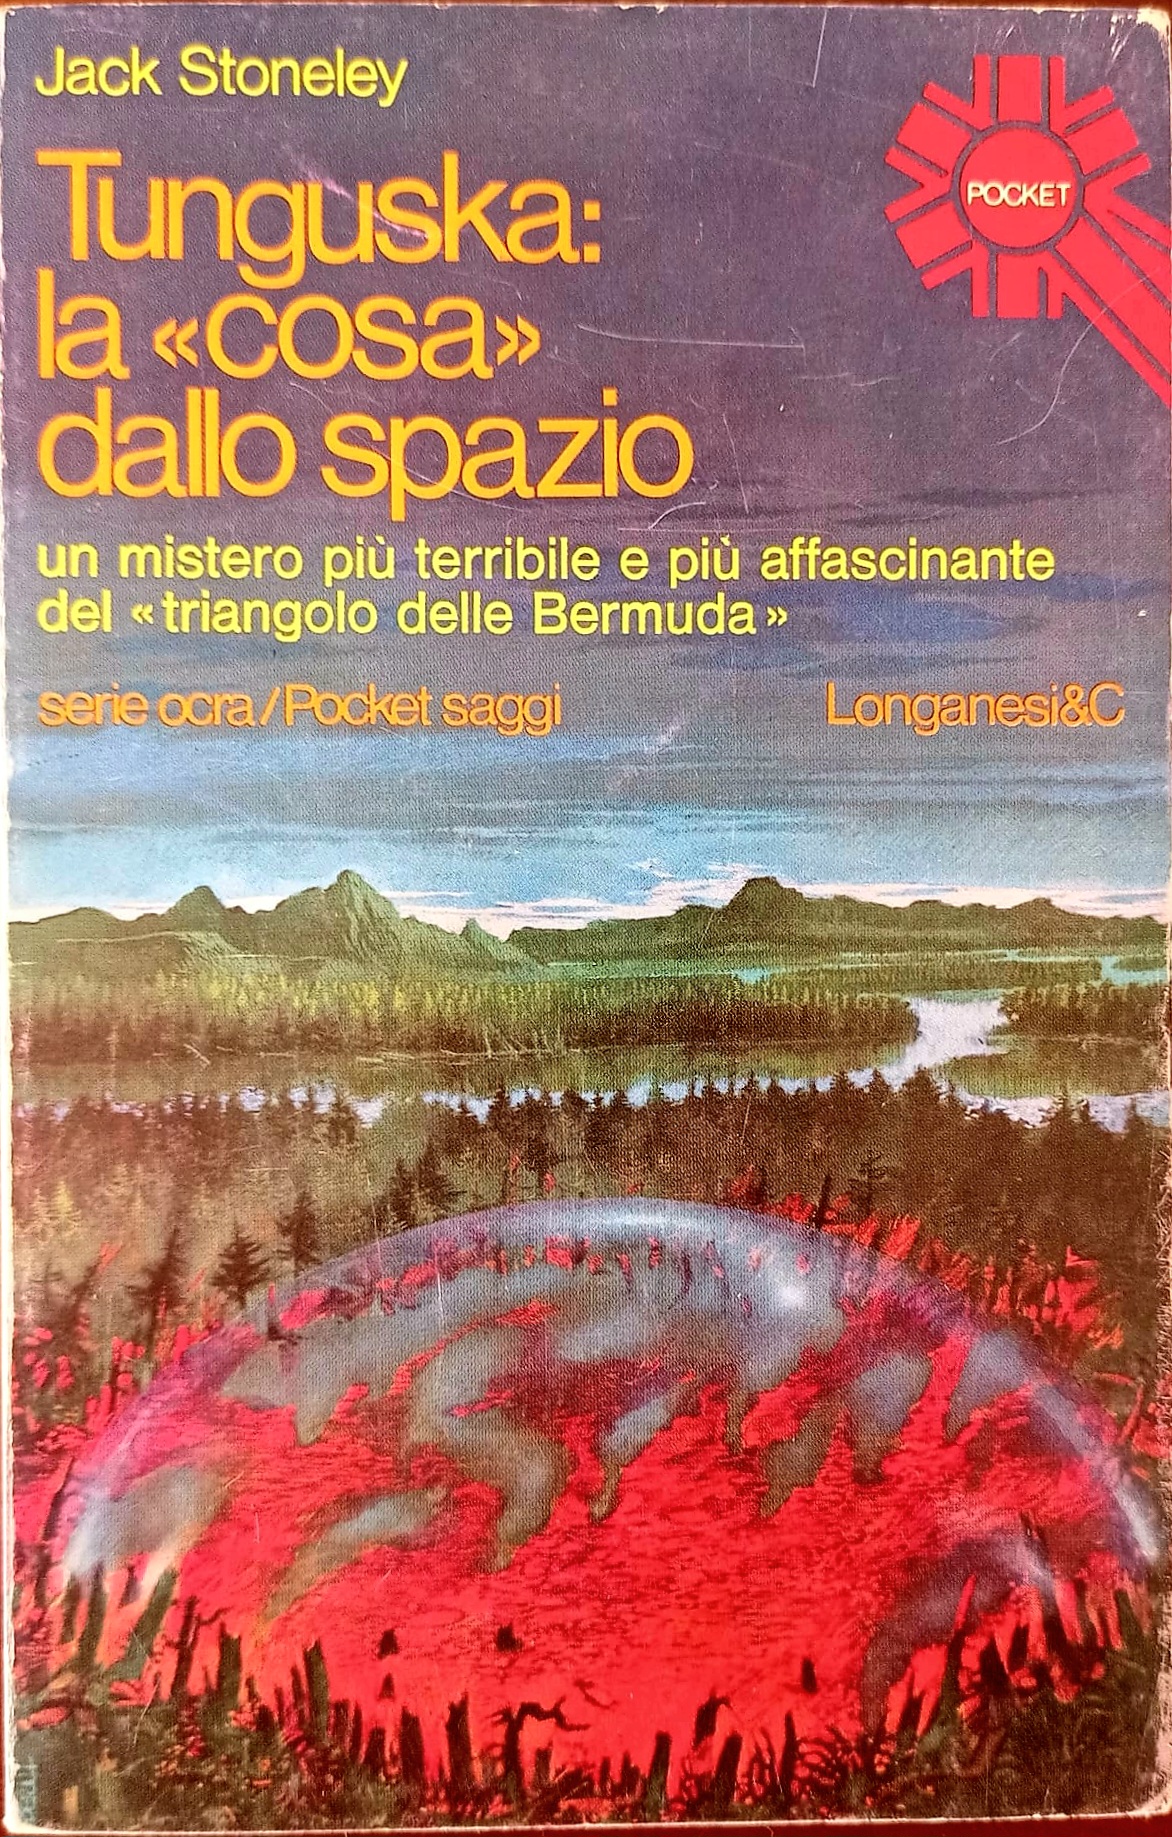 Jack Stoneley
POCKET
Tunguska:
la «cosa»
dallo spazio
un mistero più terribile e più affascinante
del «triangolo delle Bermuda»
serie ocra/Pocket saggi
Longanesi&C